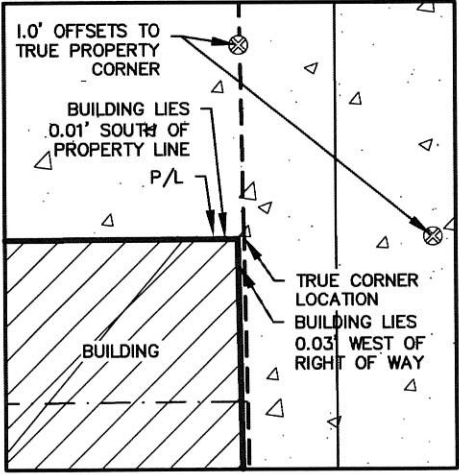 1.0' OFFSETS TO
TRUE PROPERTY
CORNER
BUILDING LIES
0.01' SOUTH OF
PROPERTY LINE
P/L
TRUE CORNER
LOCATION
BUILDING LIES
0.03' WEST OF
RIGHT OF WAY
BUILDING